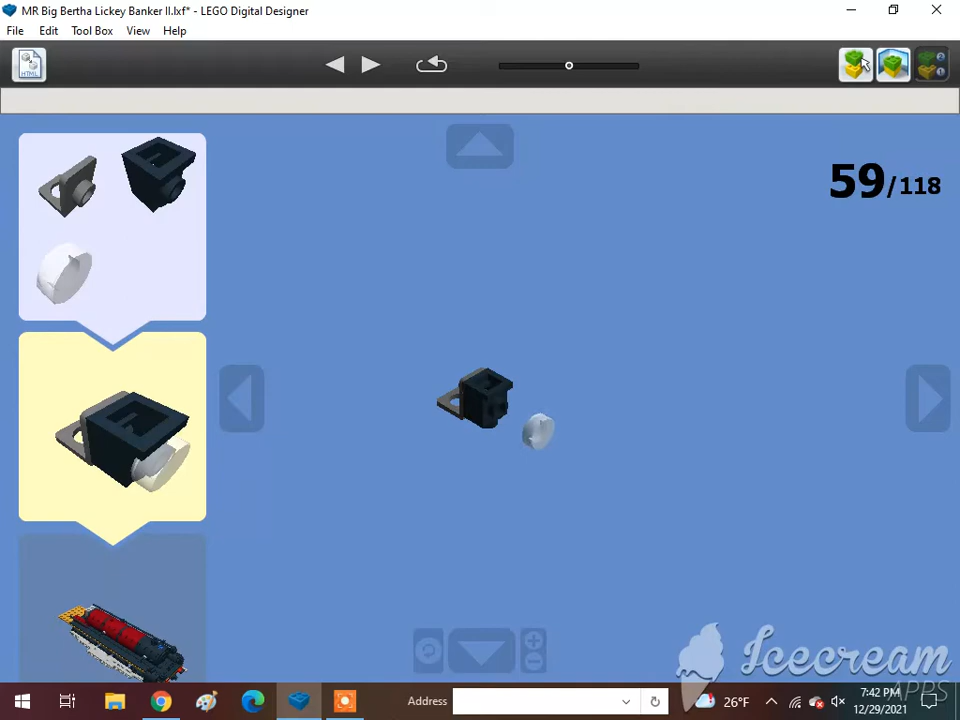 MR Big Bertha Lickey Banker II.lxf* - LEGO Digital Designer
File Edit Tool Box View Help
HTML
59/118
Icecream
APPS
Address
26°F
7:42 PM
12/29/2021